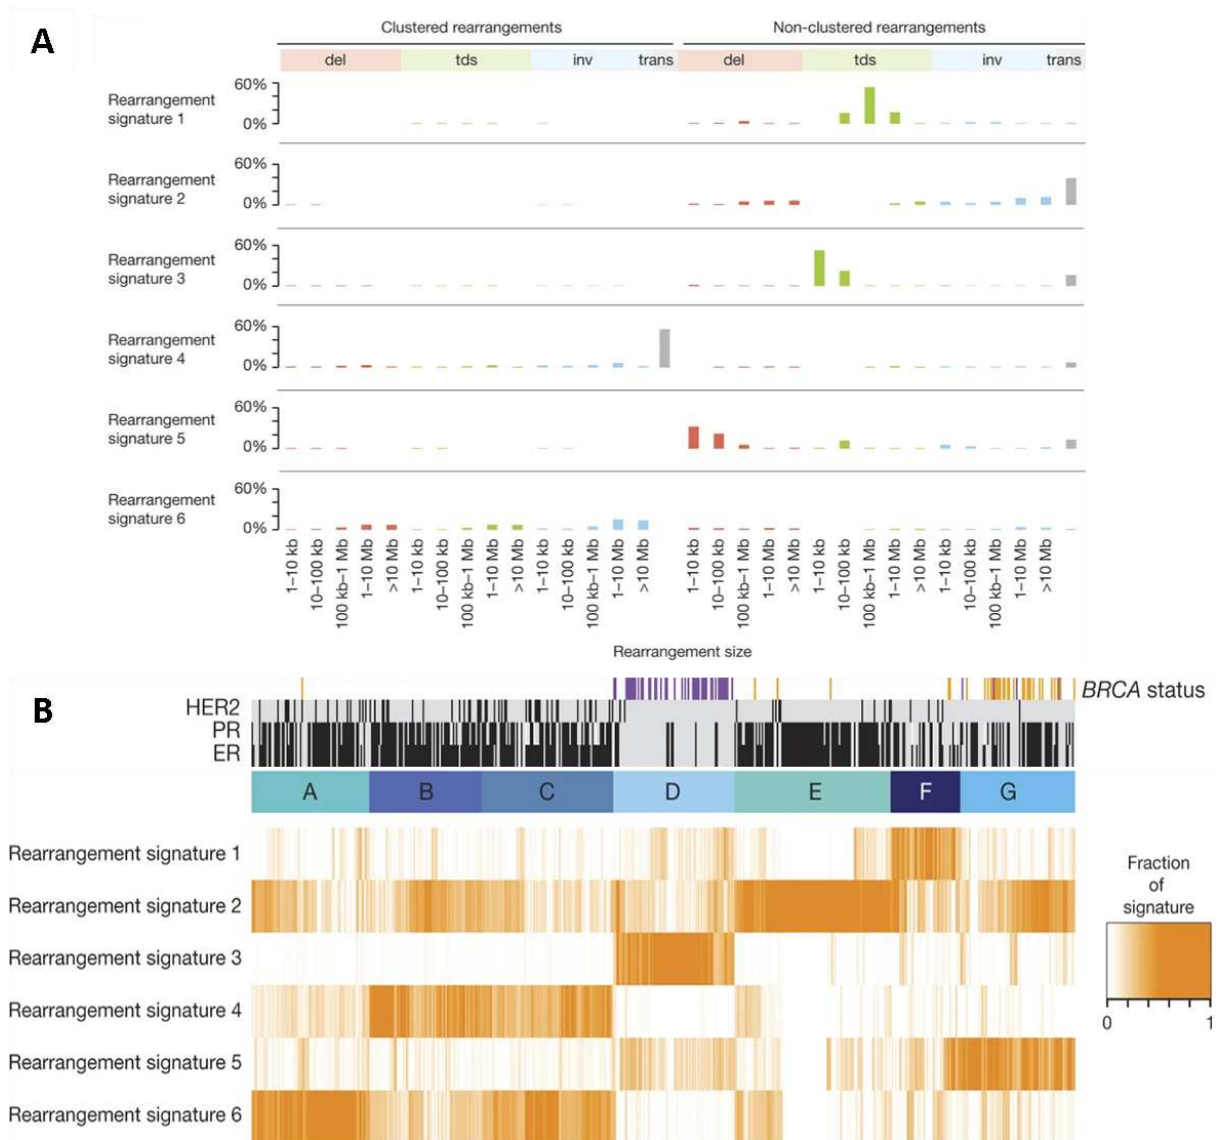 A
Clustered rearrangements Non-clustered rearrangements
del tds inv trans del tds inv trans
Rearrangement signature 1
60%
0%
Rearrangement signature 2
60%
0%
Rearrangement signature 3
60%
0%
Rearrangement signature 4
60%
0%
Rearrangement signature 5
60%
0%
Rearrangement signature 6
60%
0%
1–10 kb
10–100 kb
100 kb–1 Mb
1–10 Mb
>10 Mb
1–10 kb
10–100 kb
100 kb–1 Mb
1–10 Mb
>10 Mb
1–10 kb
10–100 kb
100 kb–1 Mb
1–10 Mb
>10 Mb
1–10 kb
10–100 kb
100 kb–1 Mb
1–10 Mb
>10 Mb
1–10 kb
10–100 kb
100 kb–1 Mb
1–10 Mb
>10 Mb
1–10 kb
10–100 kb
100 kb–1 Mb
1–10 Mb
>10 Mb
Rearrangement size
B
BRCA status
HER2
PR
ER
A B C D E F G
Rearrangement signature 1
Rearrangement signature 2
Rearrangement signature 3
Rearrangement signature 4
Rearrangement signature 5
Rearrangement signature 6
Fraction
of
signature
0 1